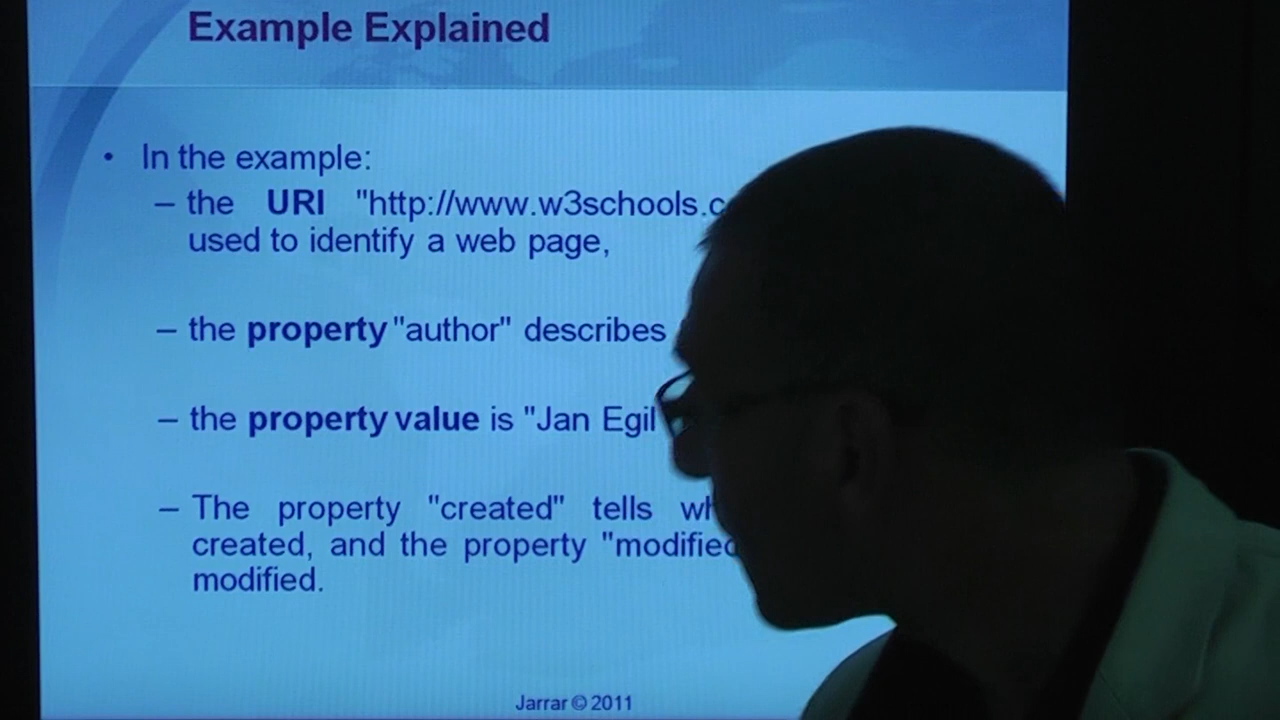 Example Explained
• In the example:
– the URI "http://www.w3schools.c
used to identify a web page,
– the property "author" describes
– the property value is "Jan Egil
– The property "created" tells wh
created, and the property "modified
modified.
Jarrar © 2011